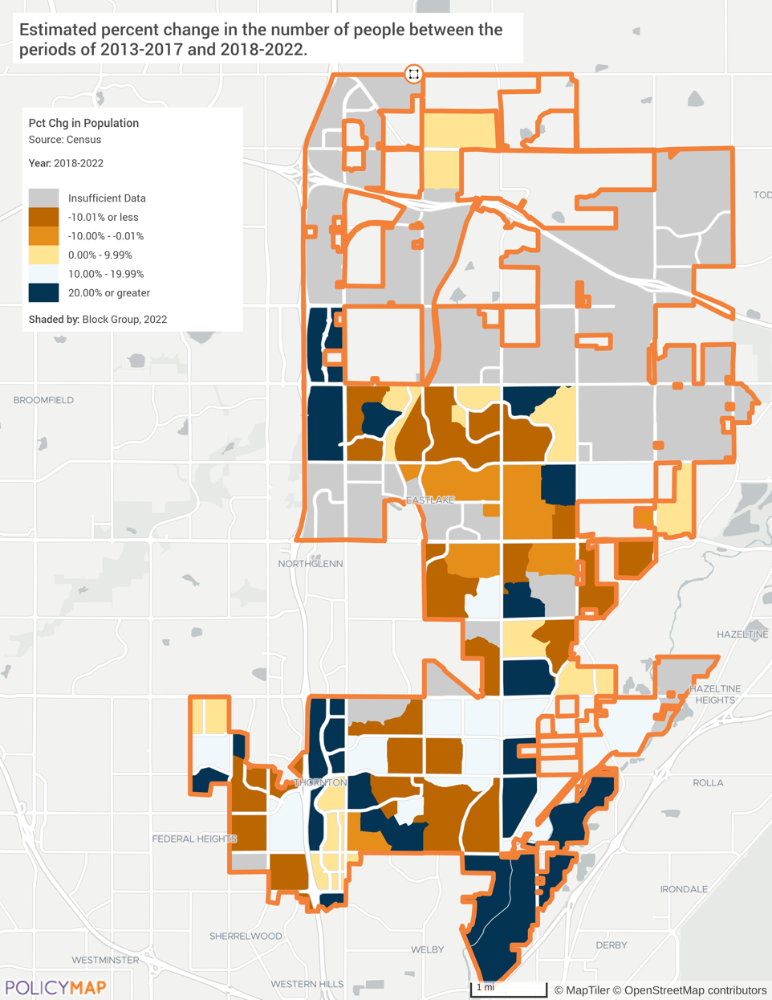 Estimated percent change in the number of people between the
periods of 2013-2017 and 2018-2022.
Pct Chg in Population
Source: Census
Year: 2018-2022
Insufficient Data
-10.01% or less
-10.00% - -0.01%
0.00% - 9.99%
10.00% - 19.99%
20.00% or greater
Shaded by: Block Group, 2022
TOD
BROOMFIELD
EASTLAKE
NORTHGLENN
HAZELTINE
HAZELTINE
HEIGHTS
THORNTON
ROLLA
FEDERAL HEIGHTS
IRONDALE
SHERRELWOOD
WELBY
DERBY
WESTMINSTER
WESTERN HILLS
POLICYMAP
1 mi
© MapTiler © OpenStreetMap contributors